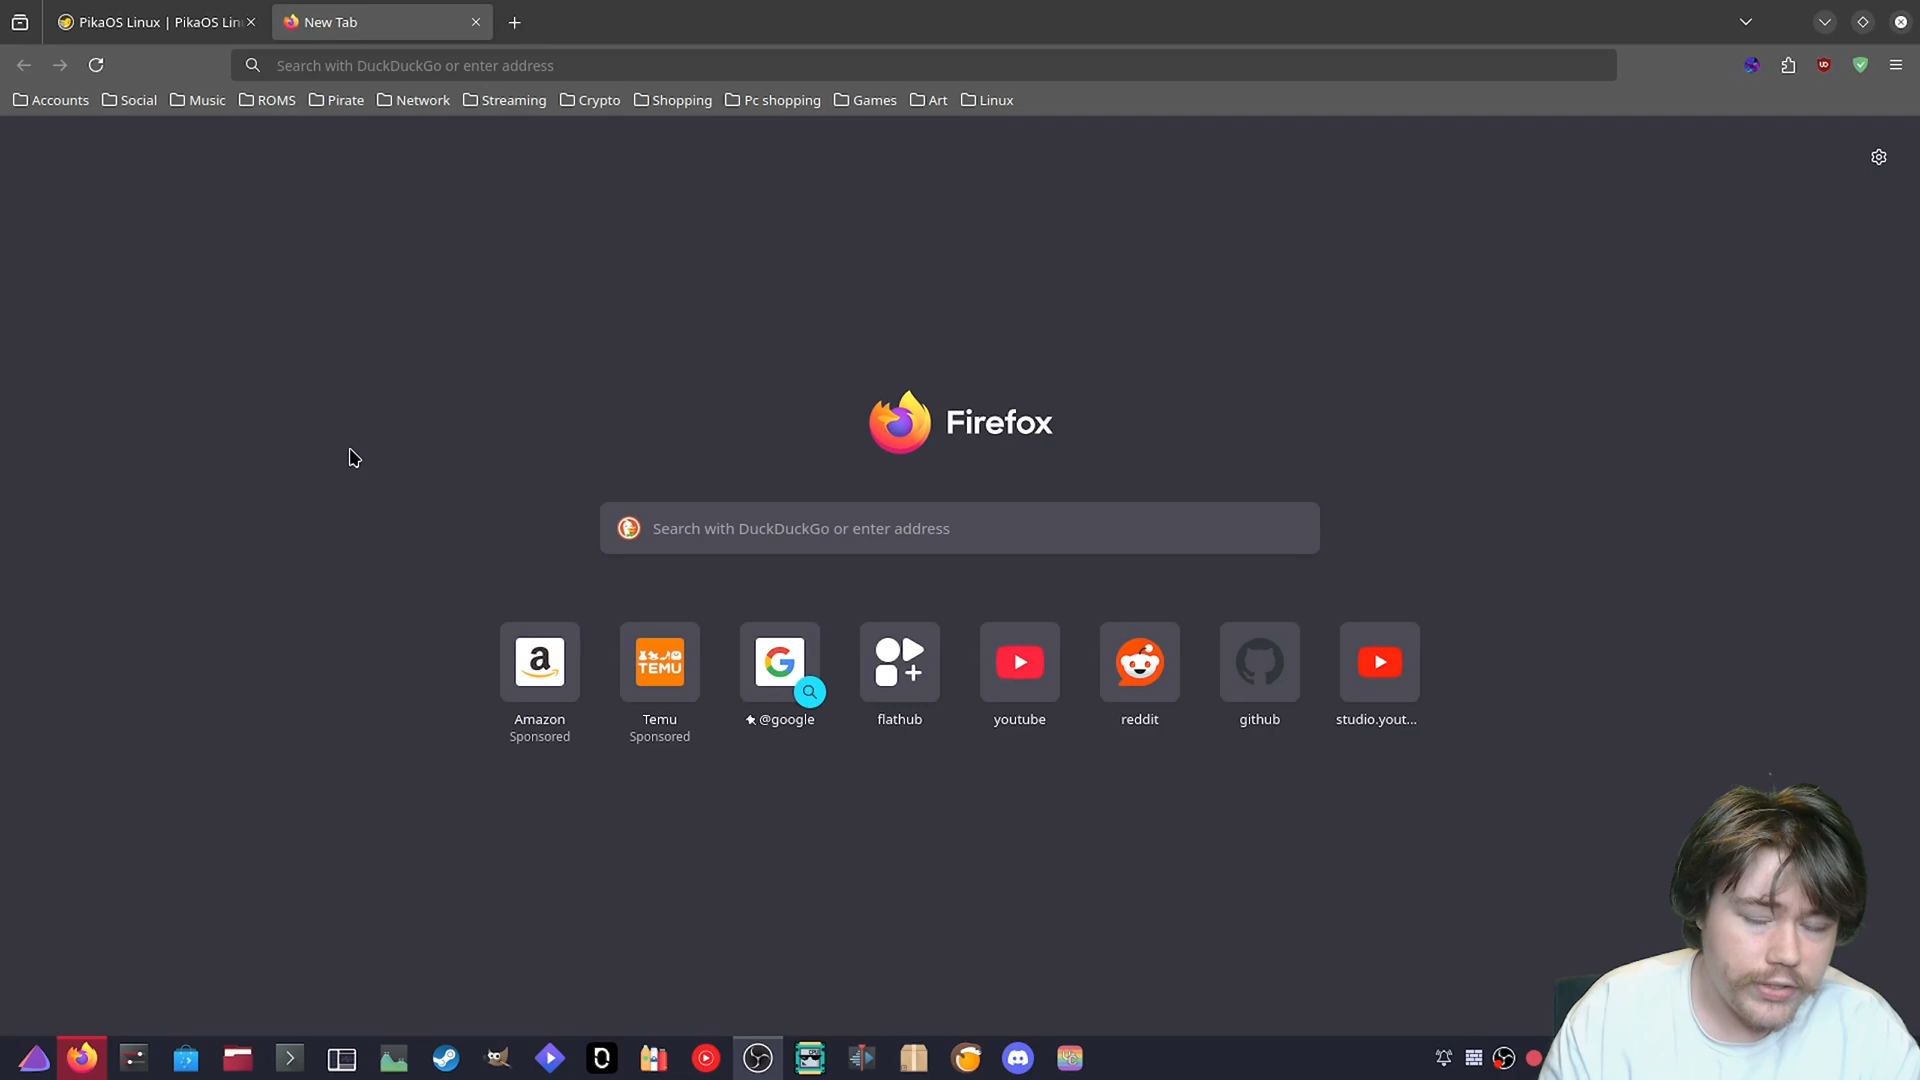 PikaOS Linux | PikaOS Lin
New Tab
Search with DuckDuckGo or enter address
Accounts
Social
Music
ROMS
Pirate
Network
Streaming
Crypto
Shopping
Pc shopping
Games
Art
Linux
Firefox
Search with DuckDuckGo or enter address
a
TEMU
G
Amazon
Sponsored
Temu
Sponsored
@google
flathub
youtube
reddit
github
studio.yout...